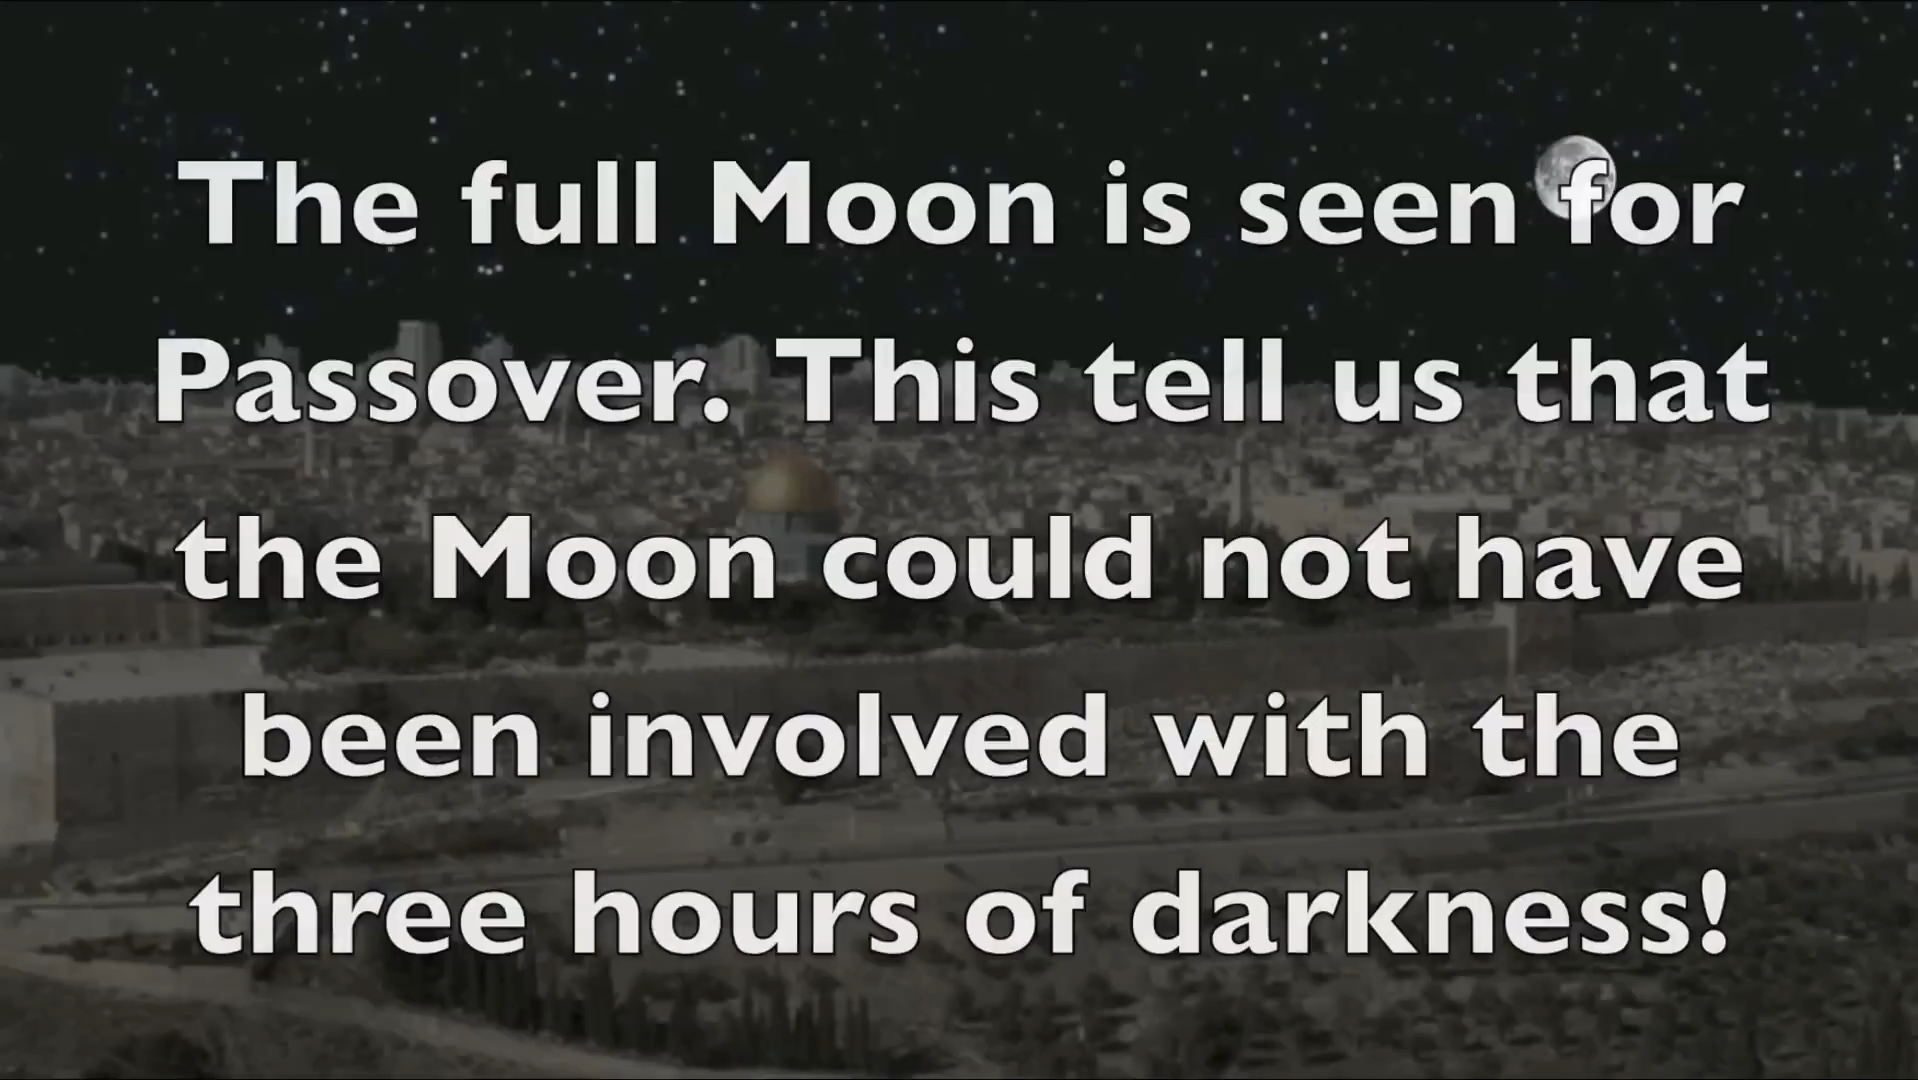 The full Moon is seen for
Passover. This tell us that
the Moon could not have
been involved with the
three hours of darkness!